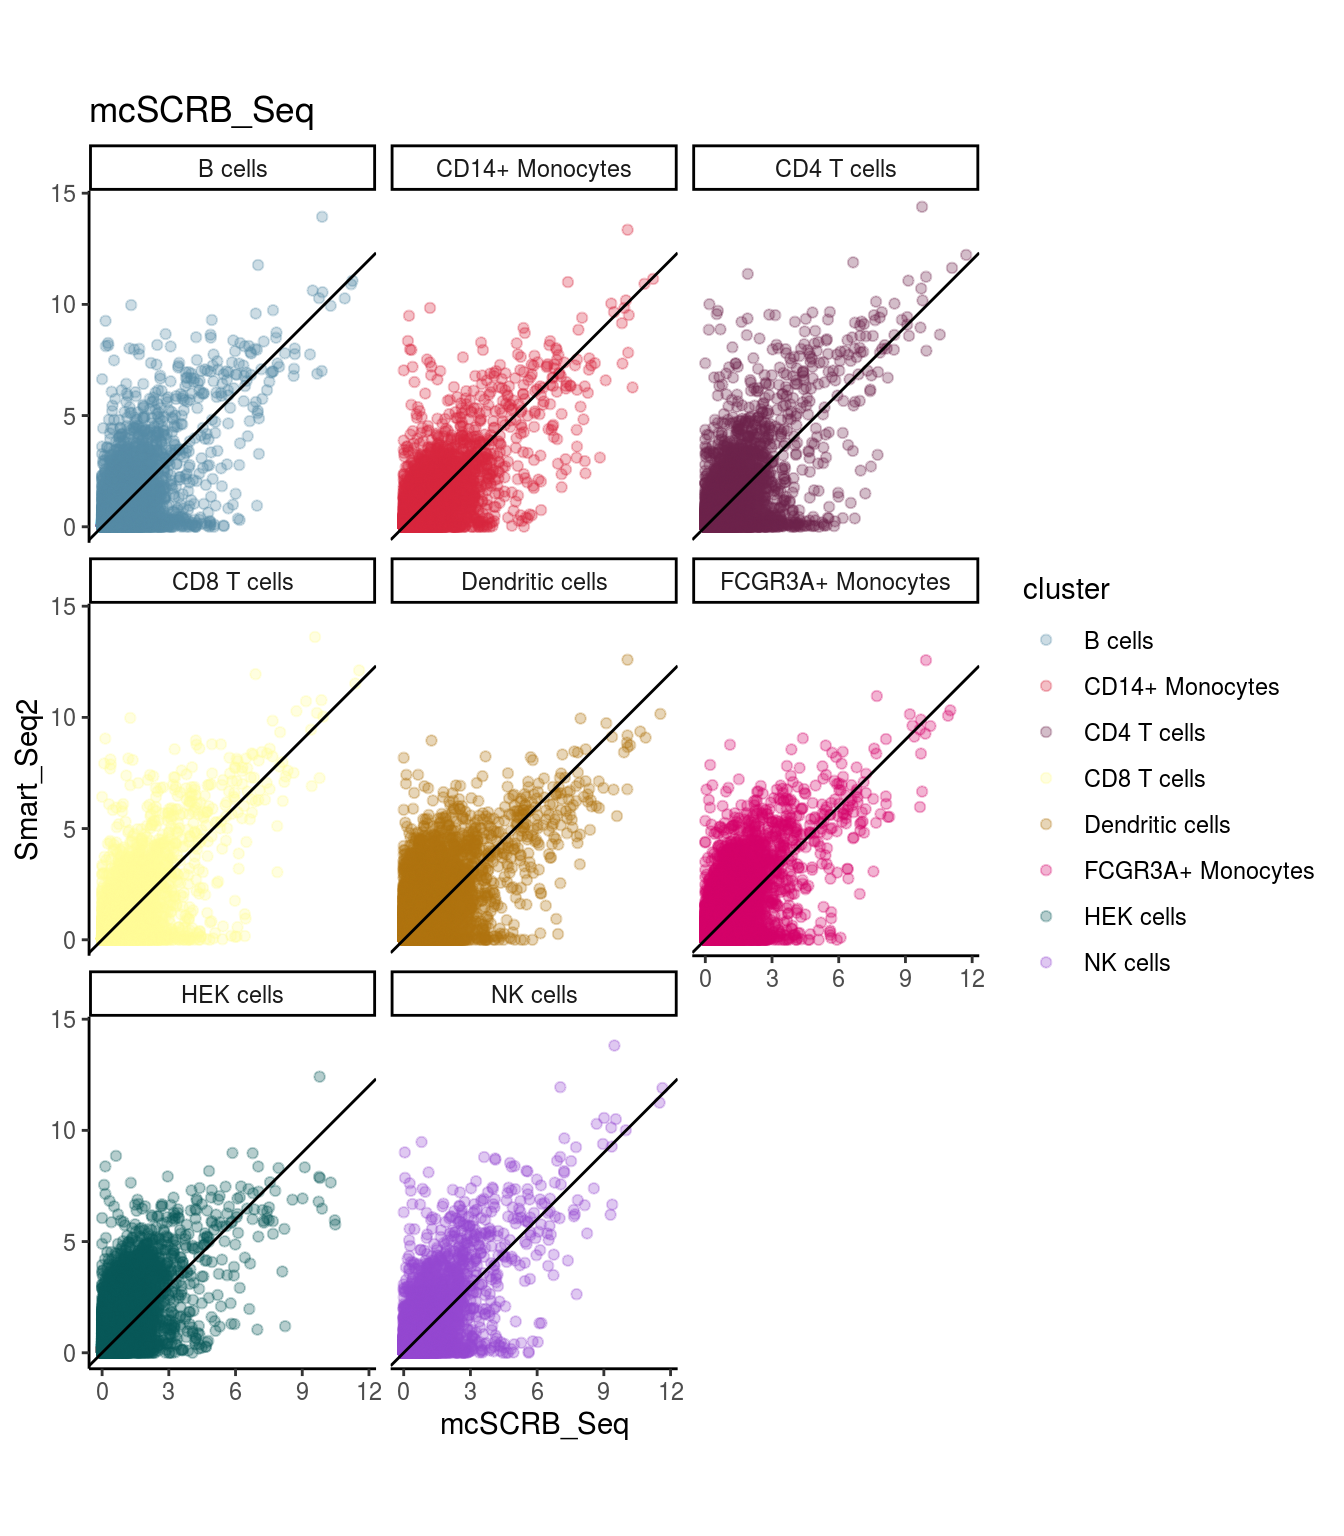 mcSCRB_Seq
B cells
CD14+ Monocytes
CD4 T cells
15
10
5
0
CD8 T cells
Dendritic cells
FCGR3A+ Monocytes
15
10
5
0
0 3 6 9 12
HEK cells
NK cells
15
10
5
0
0 3 6 9 12
0 3 6 9 12
mcSCRB_Seq
Smart_Seq2
cluster
B cells
CD14+ Monocytes
CD4 T cells
CD8 T cells
Dendritic cells
FCGR3A+ Monocytes
HEK cells
NK cells